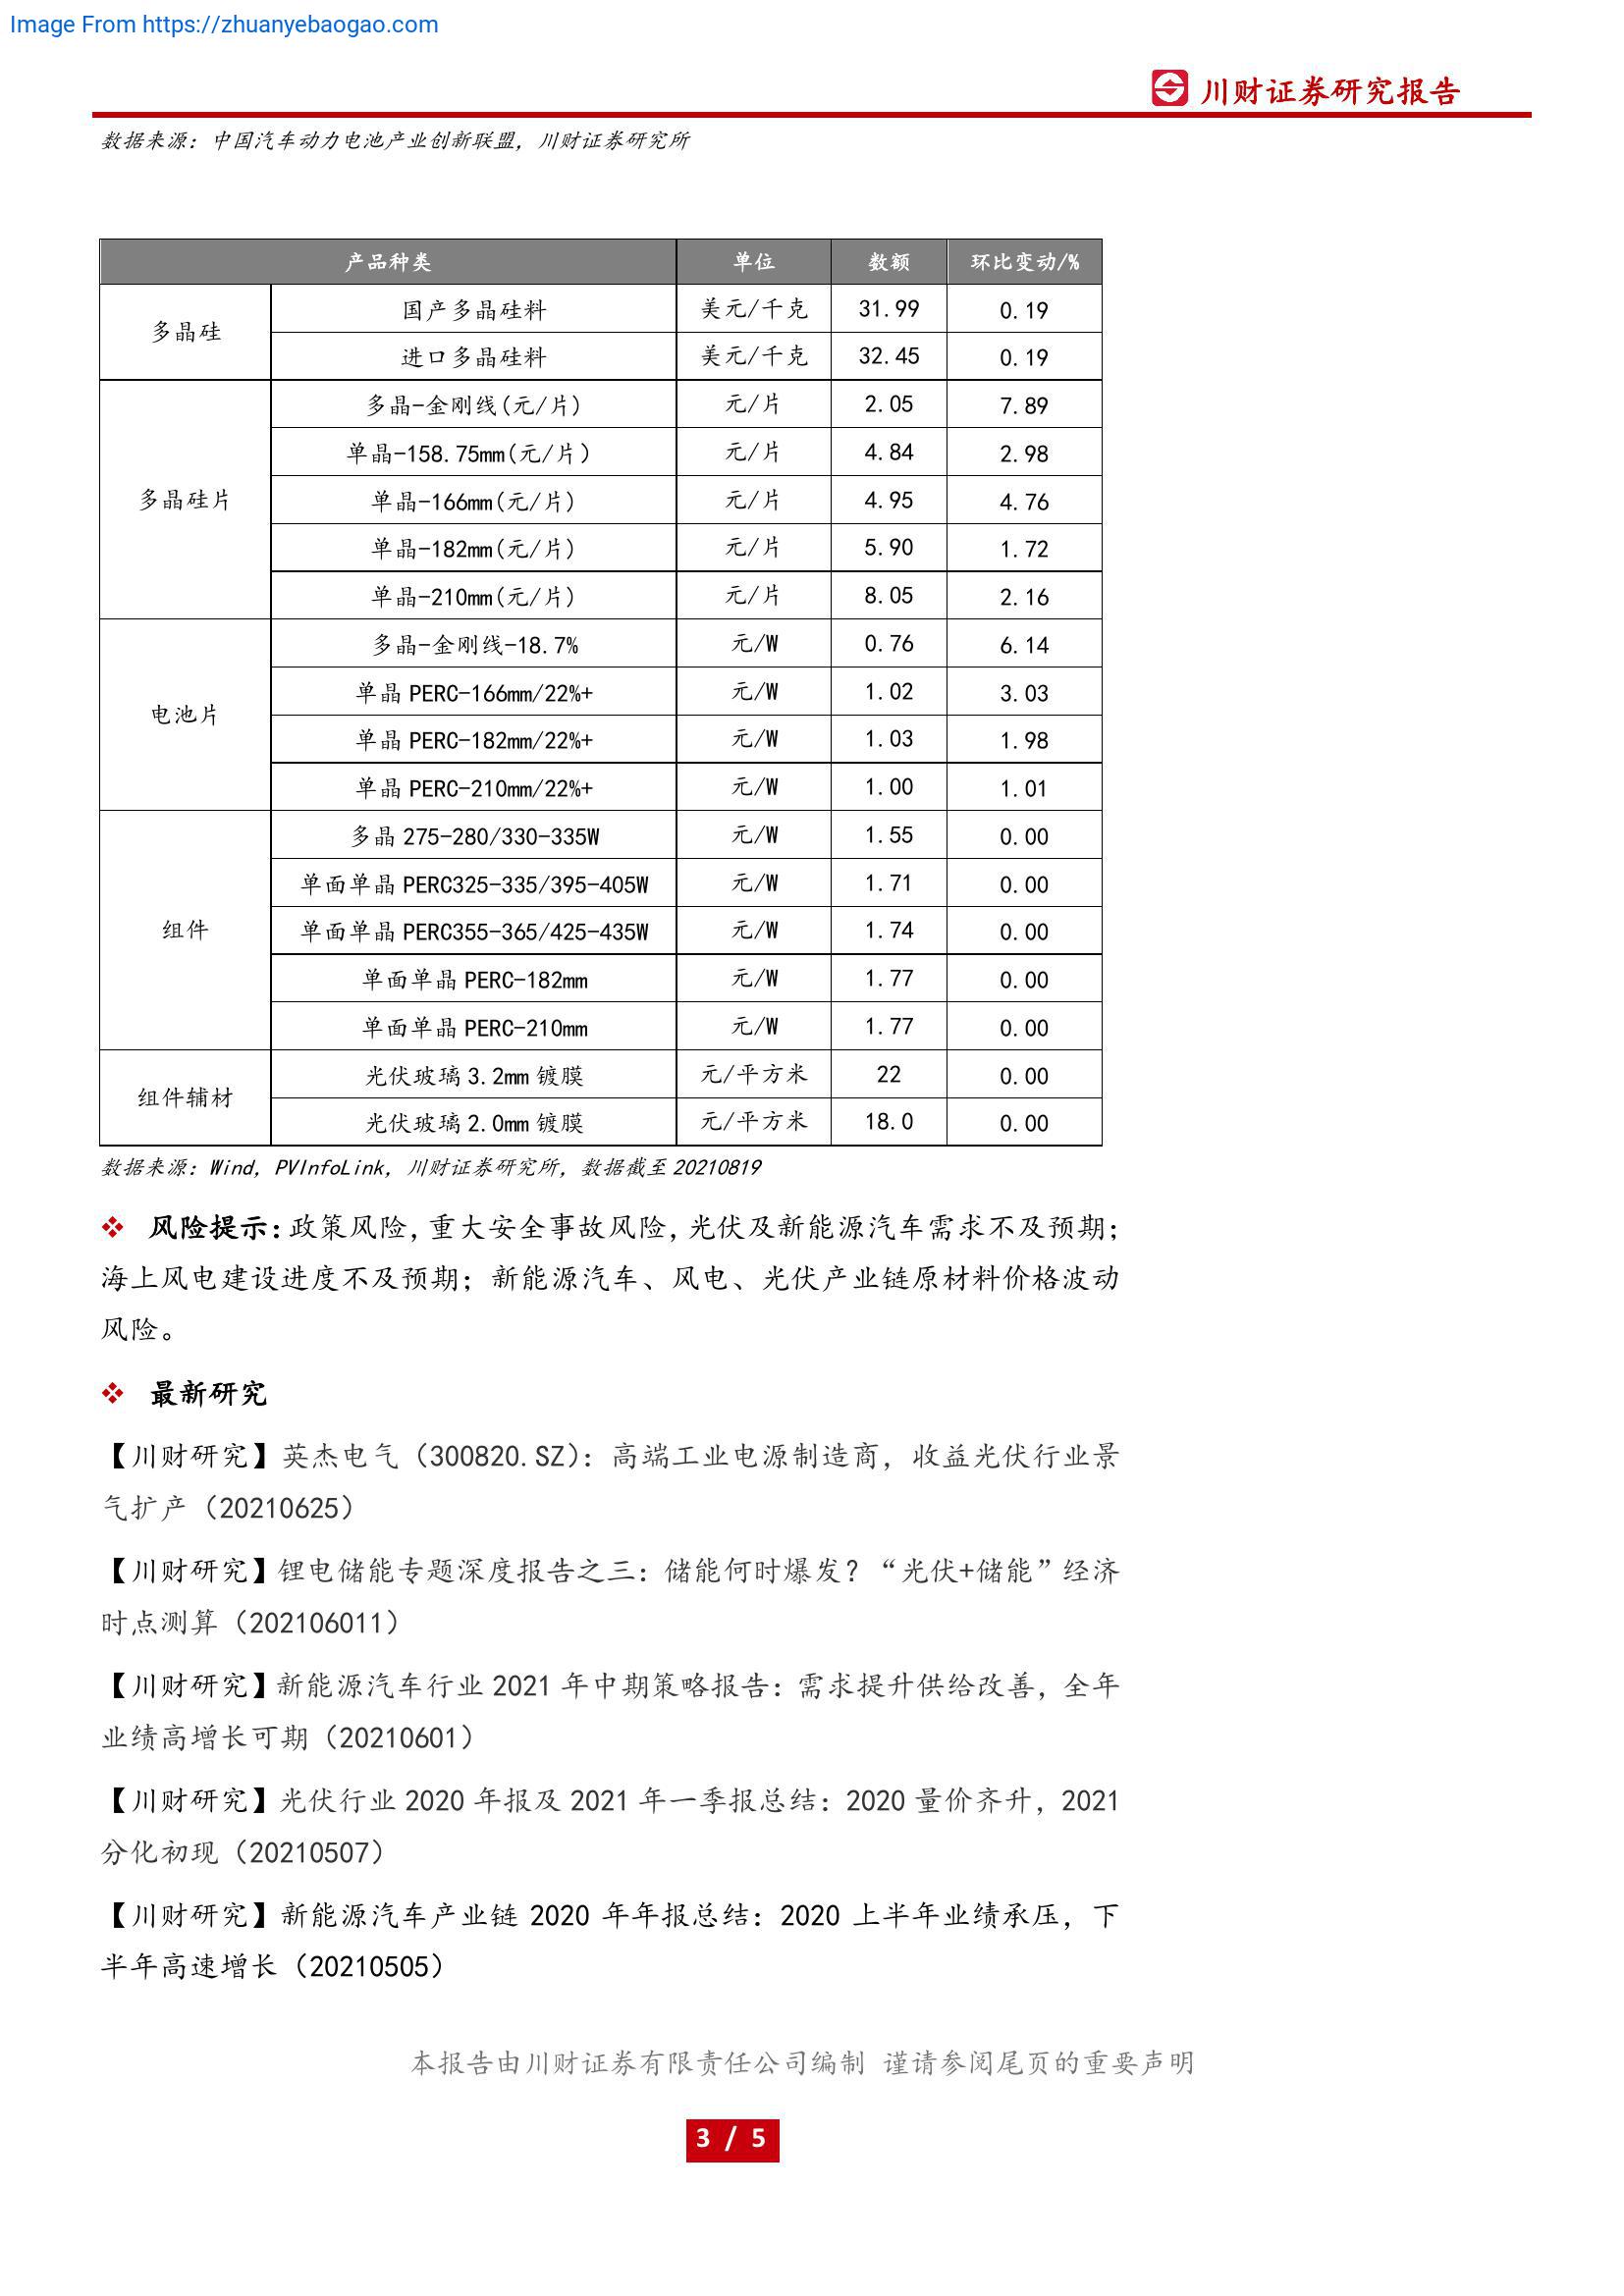 Image From https://zhuanyebaogao.com
川财证券研究报告
数据来源：中国汽车动力电池产业创新联盟，川财证券研究所
产品种类 单位 数额 环比变动/%
多晶硅 国产多晶硅料 美元/千克 31.99 0.19
进口多晶硅料 美元/千克 32.45 0.19
多晶硅片 多晶-金刚线(元/片) 元/片 2.05 7.89
单晶-158.75mm(元/片) 元/片 4.84 2.98
单晶-166mm(元/片) 元/片 4.95 4.76
单晶-182mm(元/片) 元/片 5.90 1.72
单晶-210mm(元/片) 元/片 8.05 2.16
电池片 多晶-金刚线-18.7% 元/W 0.76 6.14
单晶 PERC-166mm/22%+ 元/W 1.02 3.03
单晶 PERC-182mm/22%+ 元/W 1.03 1.98
单晶 PERC-210mm/22%+ 元/W 1.00 1.01
组件 多晶 275-280/330-335W 元/W 1.55 0.00
单面单晶 PERC325-335/395-405W 元/W 1.71 0.00
单面单晶 PERC355-365/425-435W 元/W 1.74 0.00
单面单晶 PERC-182mm 元/W 1.77 0.00
单面单晶 PERC-210mm 元/W 1.77 0.00
组件辅材 光伏玻璃 3.2mm 镀膜 元/平方米 22 0.00
光伏玻璃 2.0mm 镀膜 元/平方米 18.0 0.00
数据来源：Wind，PVInfoLink，川财证券研究所，数据截至 20210819
❖ 风险提示：政策风险，重大安全事故风险，光伏及新能源汽车需求不及预期；
海上风电建设进度不及预期；新能源汽车、风电、光伏产业链原材料价格波动
风险。
❖ 最新研究
【川财研究】英杰电气（300820.SZ）：高端工业电源制造商，收益光伏行业景
气扩产（20210625）
【川财研究】锂电储能专题深度报告之三：储能何时爆发？“光伏+储能”经济
时点测算（202106011）
【川财研究】新能源汽车行业 2021 年中期策略报告：需求提升供给改善，全年
业绩高增长可期（20210601）
【川财研究】光伏行业 2020 年报及 2021 年一季报总结：2020 量价齐升，2021
分化初现（20210507）
【川财研究】新能源汽车产业链 2020 年年报总结：2020 上半年业绩承压，下
半年高速增长（20210505）
本报告由川财证券有限责任公司编制 谨请参阅尾页的重要声明
3 / 5